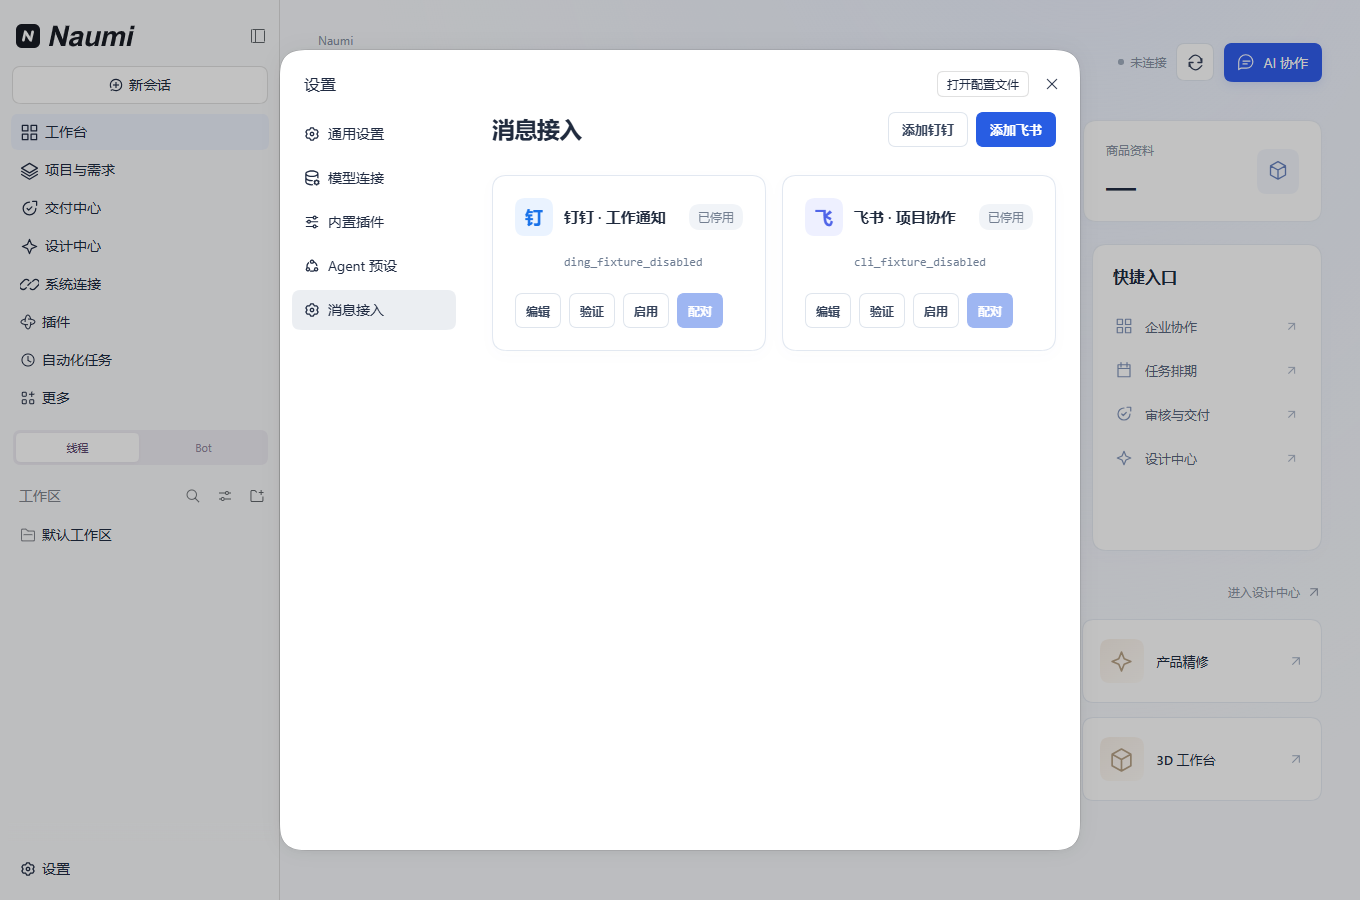 Naumi
新会话
工作台
项目与需求
交付中心
设计中心
系统连接
插件
自动化任务
更多
线程
Bot
工作区
默认工作区
设置
Naumi
未连接
AI 协作
商品资料
快捷入口
企业协作
任务排期
审核与交付
设计中心
进入设计中心
产品精修
3D 工作台
设置
打开配置文件
通用设置
模型连接
内置插件
Agent 预设
消息接入
消息接入
添加钉钉
添加飞书
钉
钉钉 · 工作通知
已停用
ding_fixture_disabled
编辑
验证
启用
配对
飞
飞书 · 项目协作
已停用
cli_fixture_disabled
编辑
验证
启用
配对